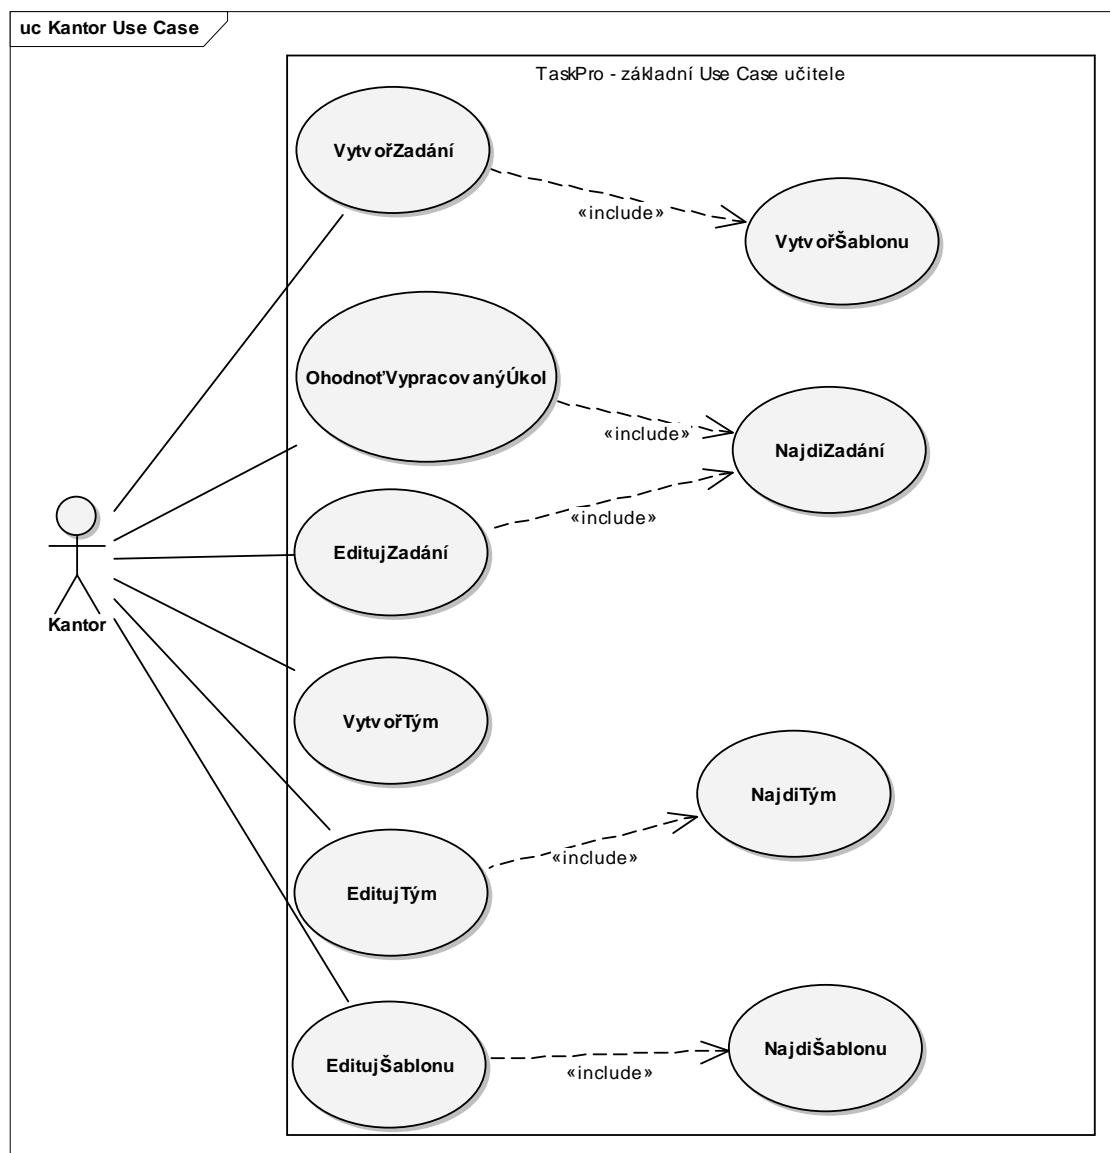 uc Kantor Use Case
TaskPro - základní Use Case učitele
VytvořZadání
«include»
VytvořŠablonu
OhodnoťVypracovanýÚkol
«include»
NajdiZadání
«include»
EditujZadání
Kantor
VytvořTým
NajdiTým
«include»
EditujTým
NajdiŠablonu
EditujŠablonu
«include»